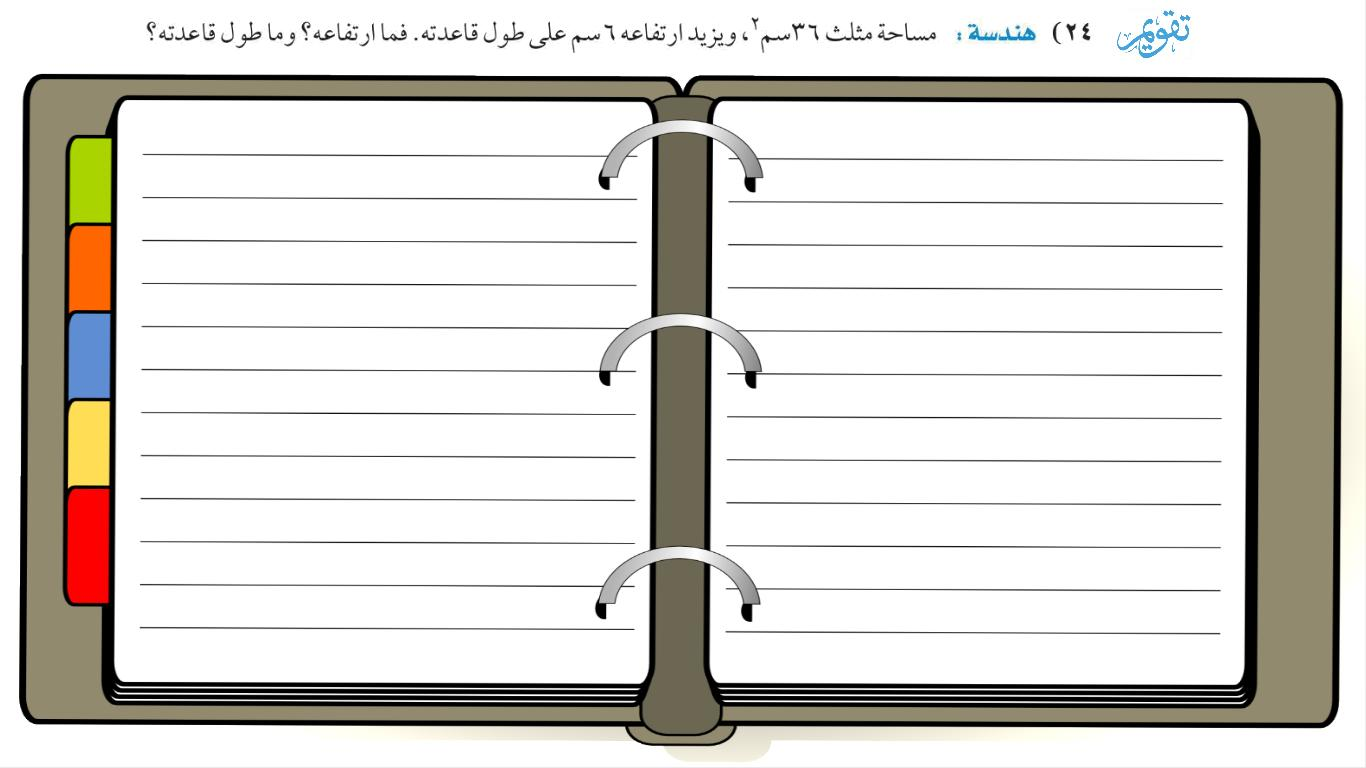 تقويم ٢٤) هندسة : مساحة مثلث ٣٦سم٢، ويزيد ارتفاعه ٦ سم على طول قاعدته. فما ارتفاعه؟ وما طول قاعدته؟